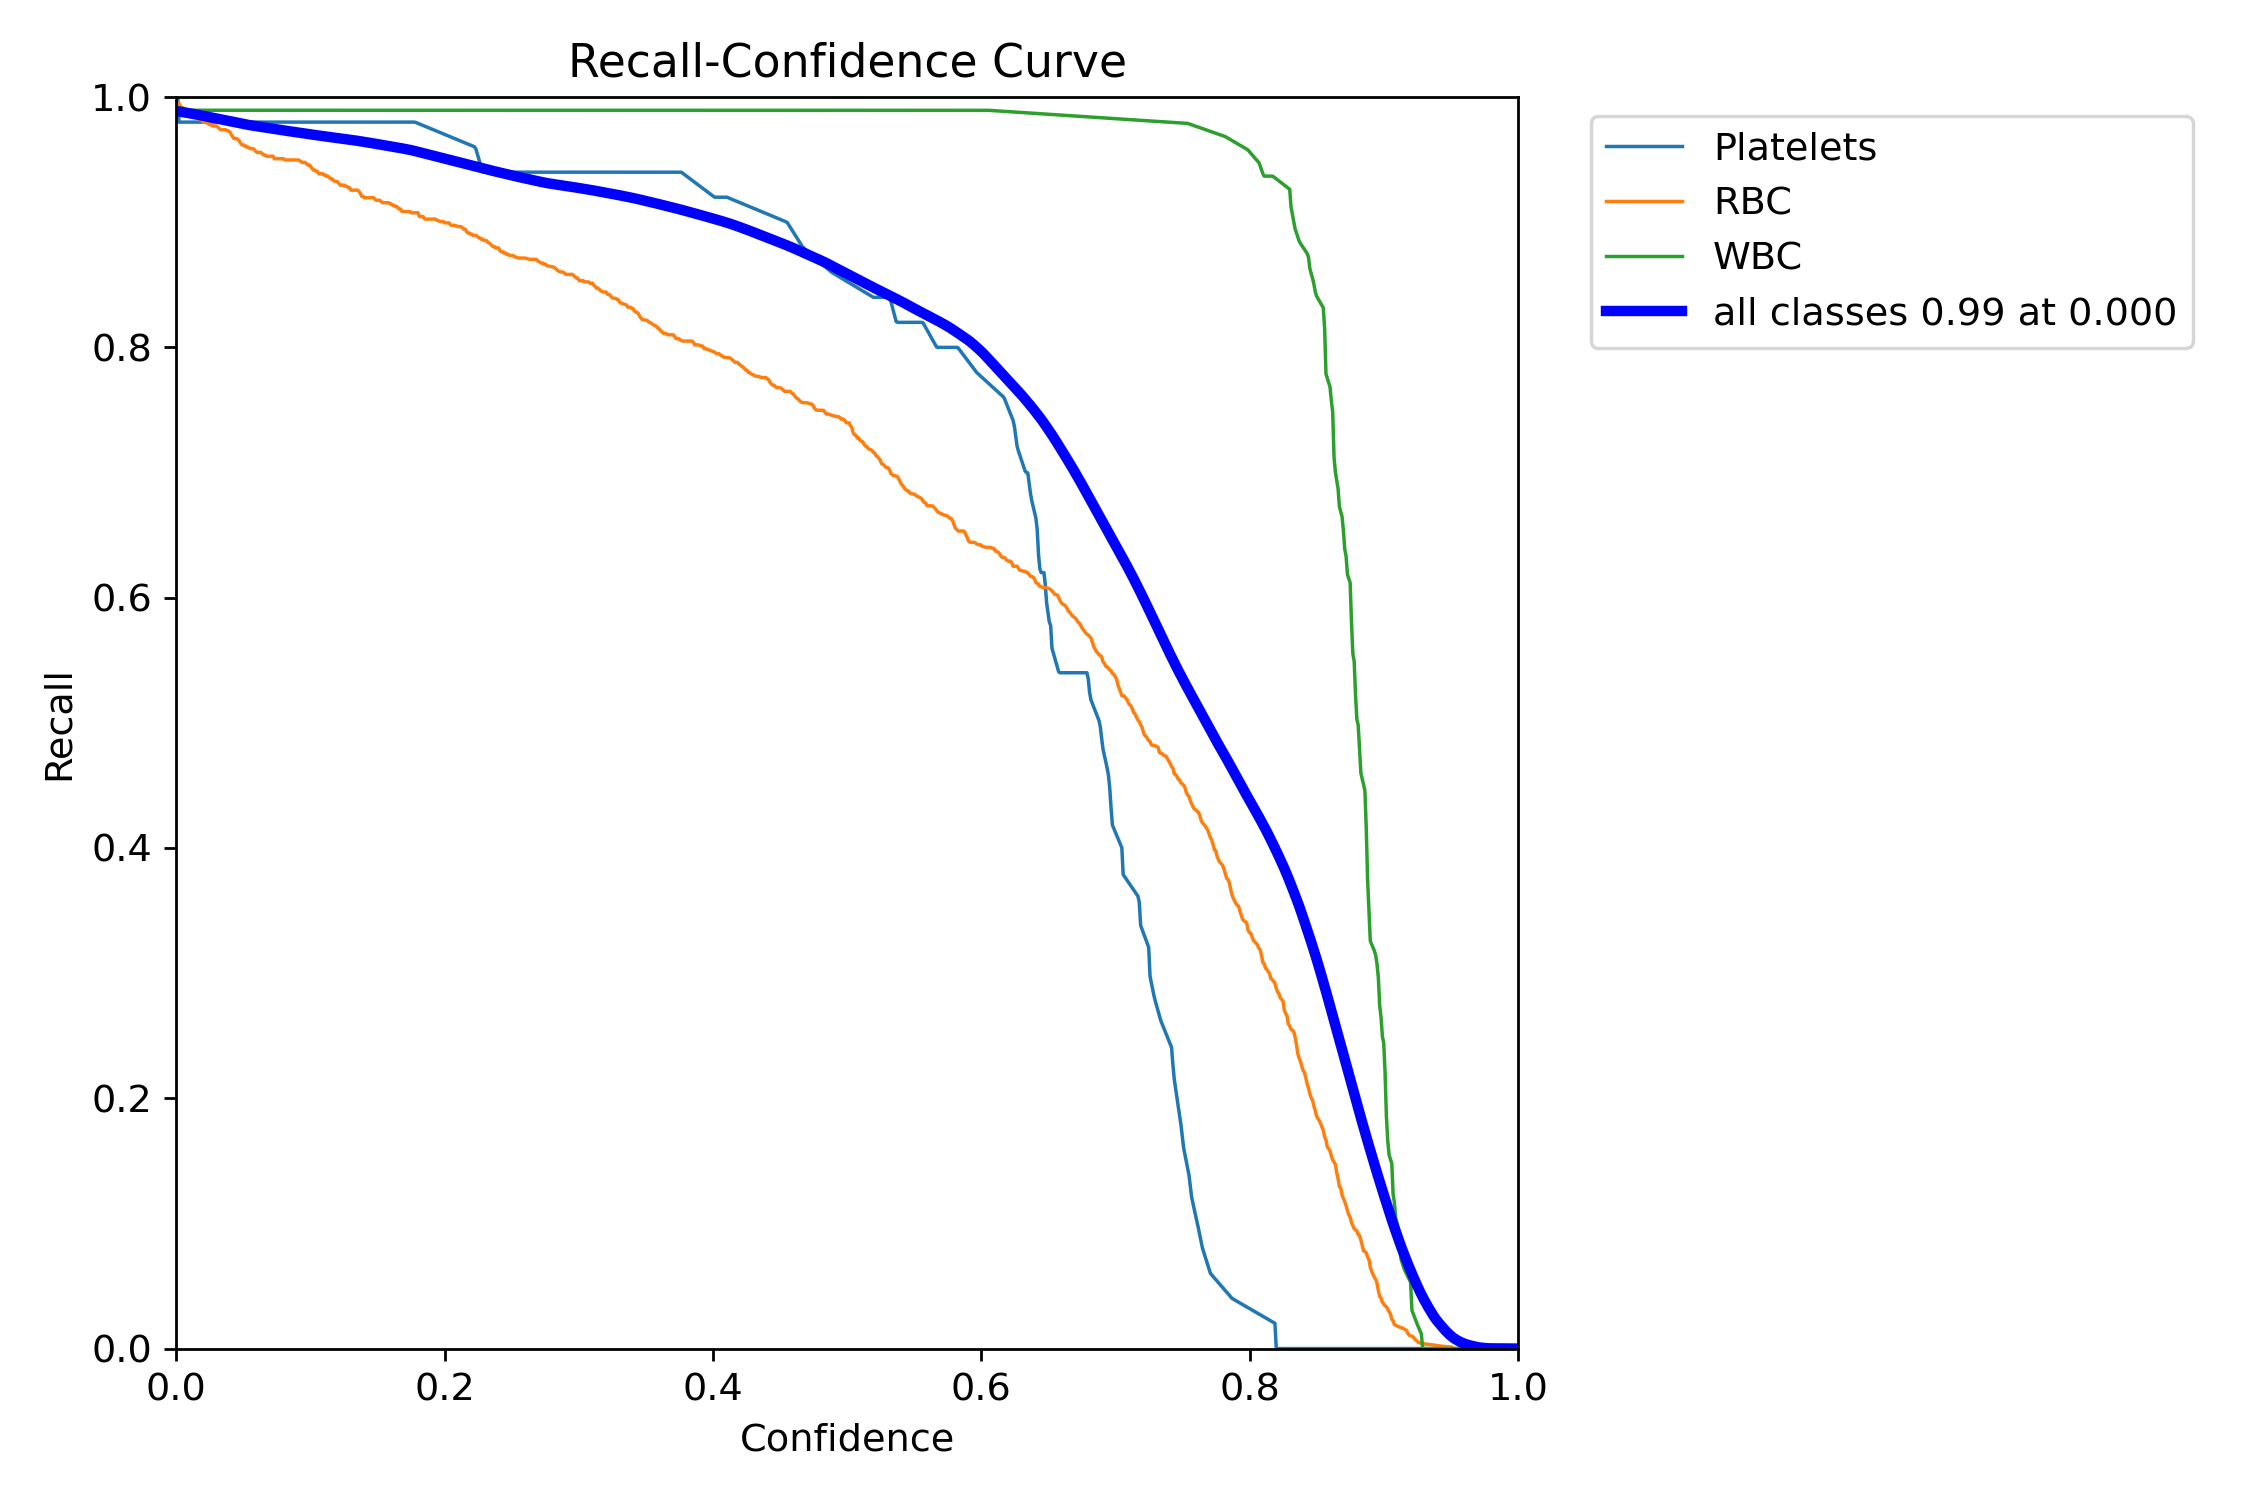 Recall-Confidence Curve
1.0
0.8
0.6
0.4
0.2
0.0
Recall
0.0 0.2 0.4 0.6 0.8 1.0
Confidence
Platelets
RBC
WBC
all classes 0.99 at 0.000